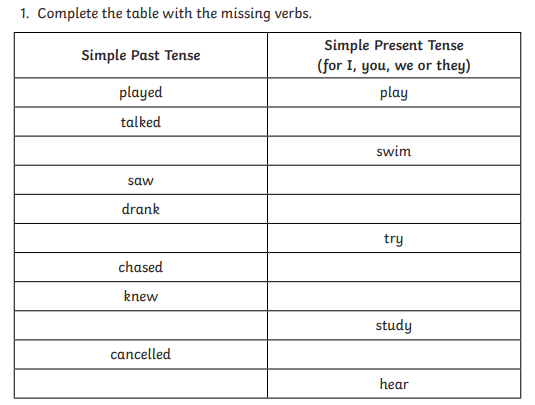 1. Complete the table with the missing verbs.
Simple Past Tense
Simple Present Tense
(for I, you, we or they)
played play
talked
swim
saw
drank
try
chased
knew
study
cancelled
hear